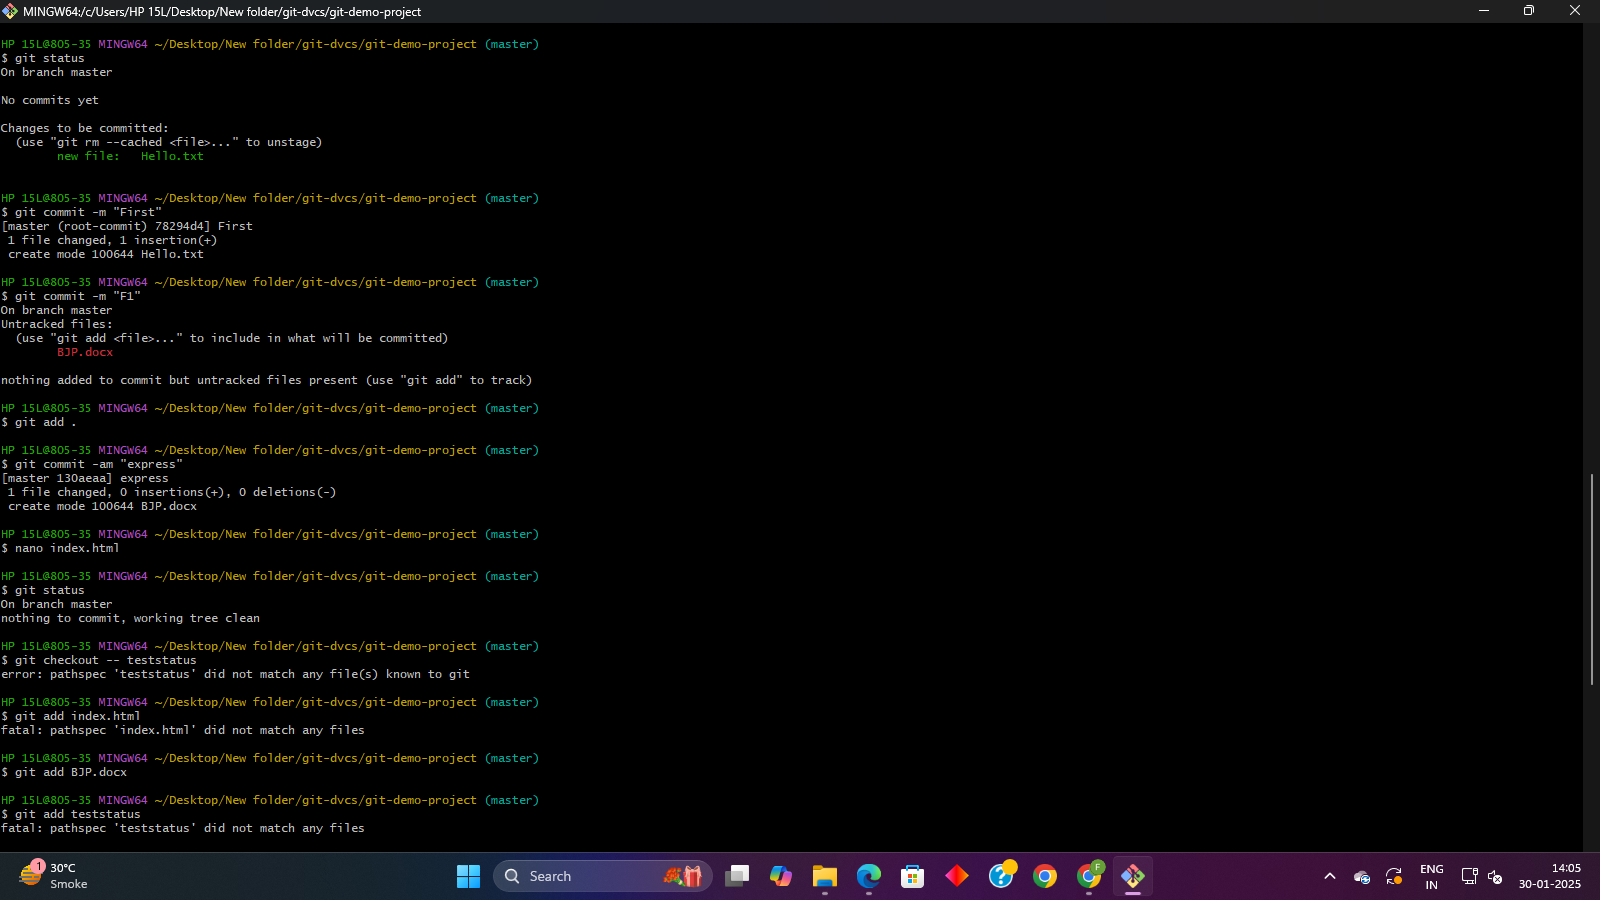 MINGW64:/c/Users/HP 15L/Desktop/New folder/git-dvcs/git-demo-project
HP 15L@805-35 MINGW64 ~/Desktop/New folder/git-dvcs/git-demo-project (master)
$ git status
On branch master
No commits yet
Changes to be committed:
(use "git rm --cached <file>..." to unstage)
new file:   Hello.txt
HP 15L@805-35 MINGW64 ~/Desktop/New folder/git-dvcs/git-demo-project (master)
$ git commit -m "First"
[master (root-commit) 78294d4] First
1 file changed, 1 insertion(+)
create mode 100644 Hello.txt
HP 15L@805-35 MINGW64 ~/Desktop/New folder/git-dvcs/git-demo-project (master)
$ git commit -m "F1"
On branch master
Untracked files:
(use "git add <file>..." to include in what will be committed)
BJP.docx
nothing added to commit but untracked files present (use "git add" to track)
HP 15L@805-35 MINGW64 ~/Desktop/New folder/git-dvcs/git-demo-project (master)
$ git add .
HP 15L@805-35 MINGW64 ~/Desktop/New folder/git-dvcs/git-demo-project (master)
$ git commit -am "express"
[master 130aeaa] express
1 file changed, 0 insertions(+), 0 deletions(-)
create mode 100644 BJP.docx
HP 15L@805-35 MINGW64 ~/Desktop/New folder/git-dvcs/git-demo-project (master)
$ nano index.html
HP 15L@805-35 MINGW64 ~/Desktop/New folder/git-dvcs/git-demo-project (master)
$ git status
On branch master
nothing to commit, working tree clean
HP 15L@805-35 MINGW64 ~/Desktop/New folder/git-dvcs/git-demo-project (master)
$ git checkout -- teststatus
error: pathspec 'teststatus' did not match any file(s) known to git
HP 15L@805-35 MINGW64 ~/Desktop/New folder/git-dvcs/git-demo-project (master)
$ git add index.html
fatal: pathspec 'index.html' did not match any files
HP 15L@805-35 MINGW64 ~/Desktop/New folder/git-dvcs/git-demo-project (master)
$ git add BJP.docx
HP 15L@805-35 MINGW64 ~/Desktop/New folder/git-dvcs/git-demo-project (master)
$ git add teststatus
fatal: pathspec 'teststatus' did not match any files
1
30°C
Smoke
Search
F
ENG
IN
14:05
30-01-2025